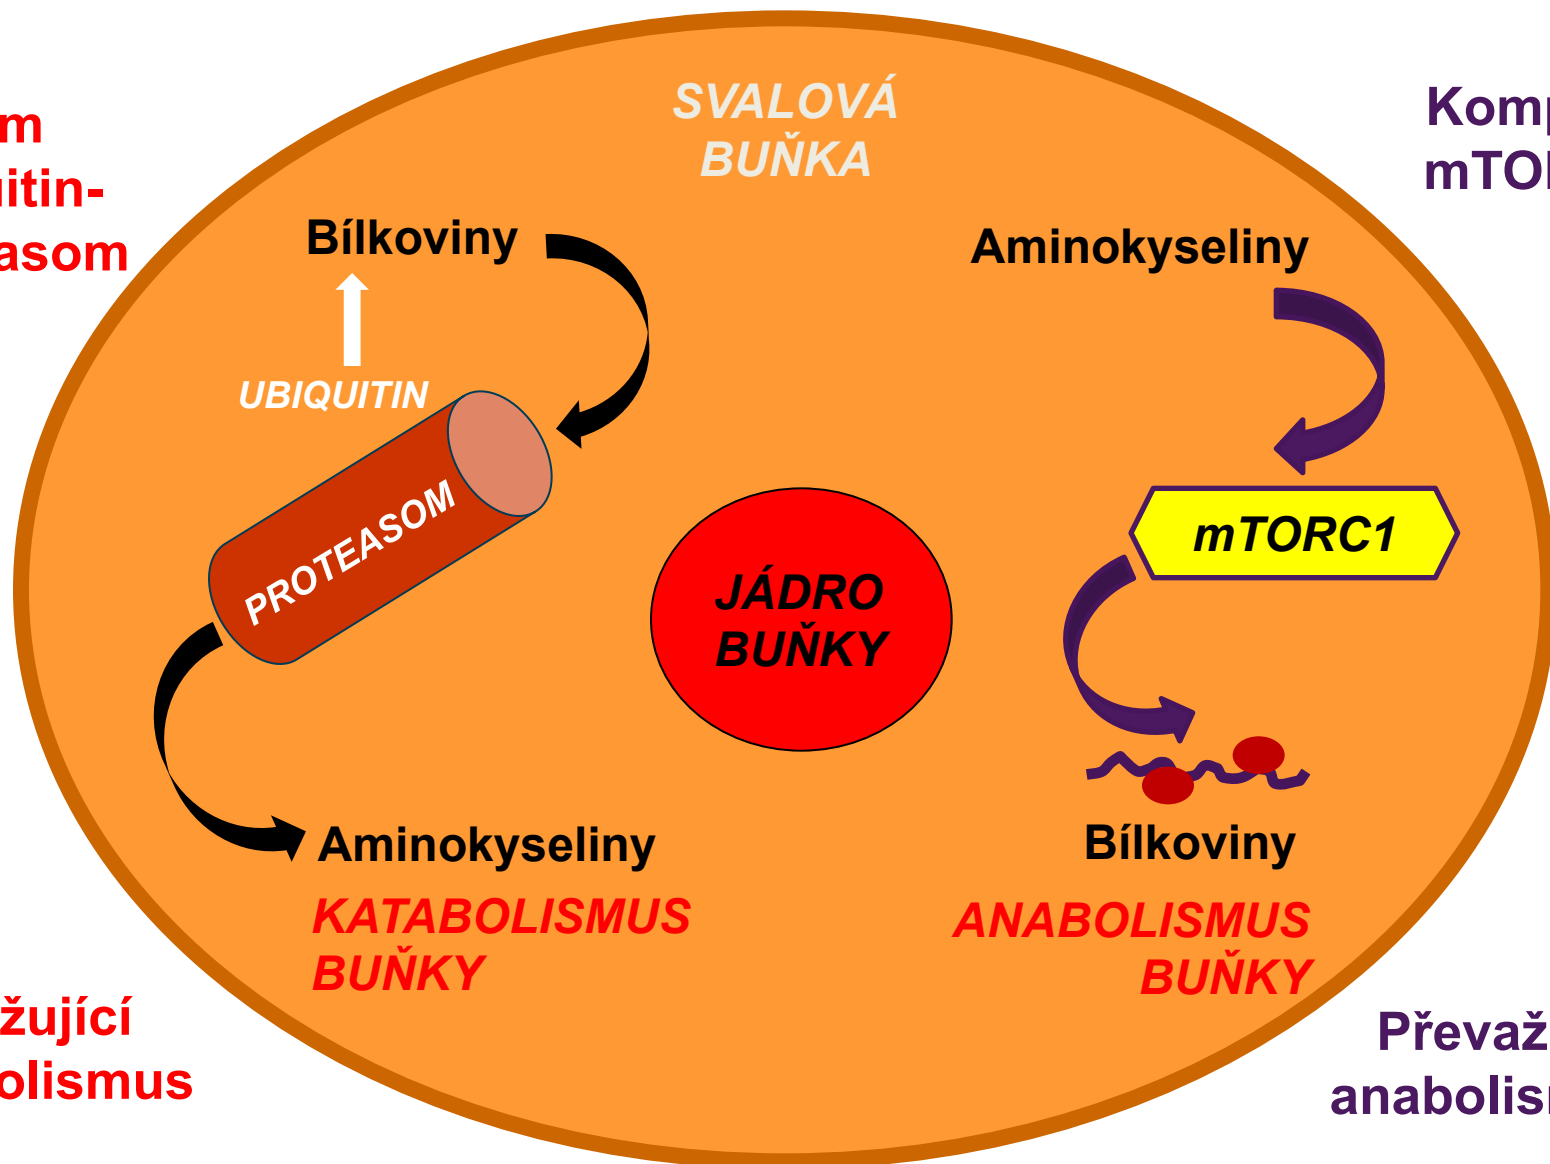 SVALOVÁ
BUŇKA
Bílkoviny
UBIQUITIN
PROTEASOM
Aminokyseliny
KATABOLISMUS
BUŇKY
JÁDRO
BUŇKY
Aminokyseliny
mTORC1
Bílkoviny
ANABOLISMUS
BUŇKY